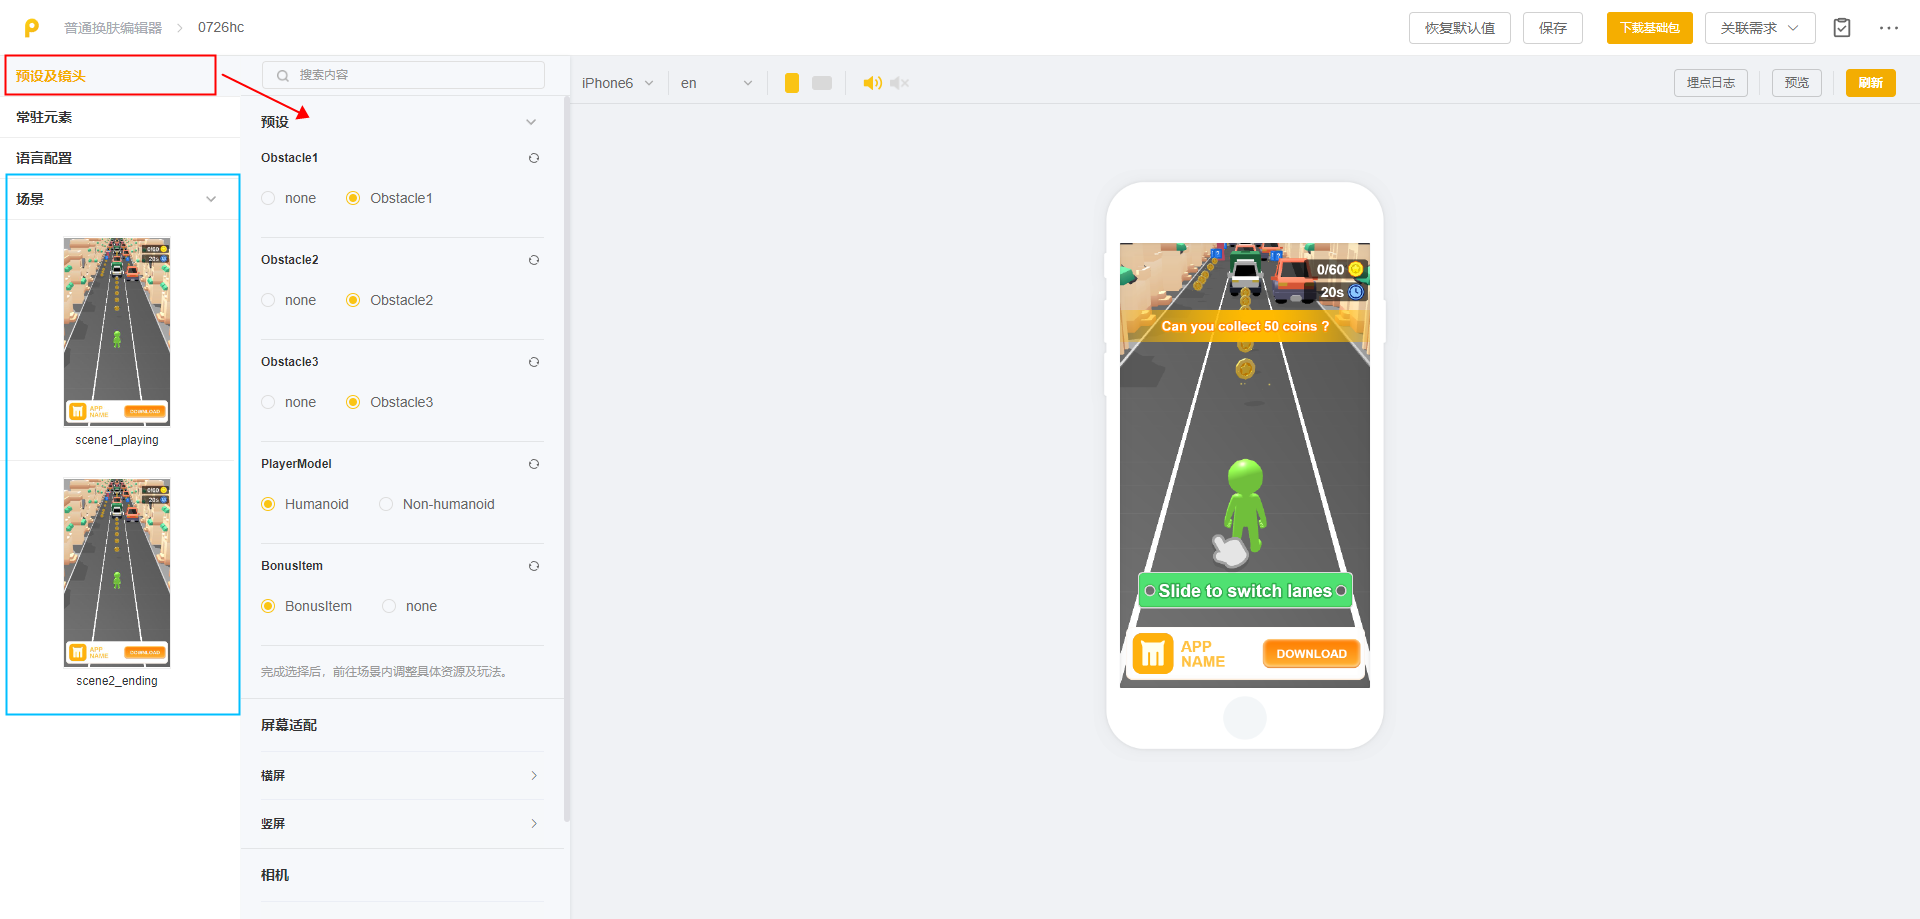 普通换肤编辑器
0726hc
恢复默认值
保存
下载基础包
关联需求
预设及镜头
常驻元素
语言配置
场景
0/60
20s
APP
NAME
DOWNLOAD
scene1_playing
0/60
20s
APP
NAME
DOWNLOAD
scene2_ending
搜索内容
预设
Obstacle1
none
Obstacle1
Obstacle2
none
Obstacle2
Obstacle3
none
Obstacle3
PlayerModel
Humanoid
Non-humanoid
BonusItem
BonusItem
none
完成选择后，前往场景内调整具体资源及玩法。
屏幕适配
横屏
竖屏
相机
iPhone6
en
埋点日志
预览
刷新
0/60
20s
Can you collect 50 coins ?
Slide to switch lanes
APP
NAME
DOWNLOAD